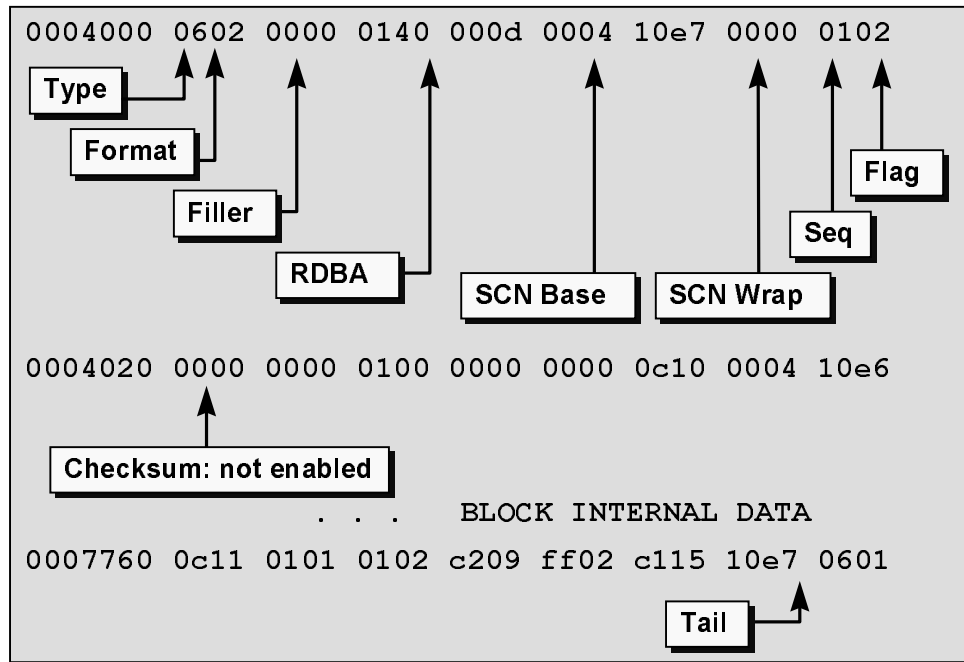 0004000 0602 0000 0140 000d 0004 10e7 0000 0102
Type
Format
Filler
RDBA
SCN Base
SCN Wrap
Seq
Flag
0004020 0000 0000 0100 0000 0000 0c10 0004 10e6
Checksum: not enabled
. . . BLOCK INTERNAL DATA
0007760 0c11 0101 0102 c209 ff02 c115 10e7 0601
Tail